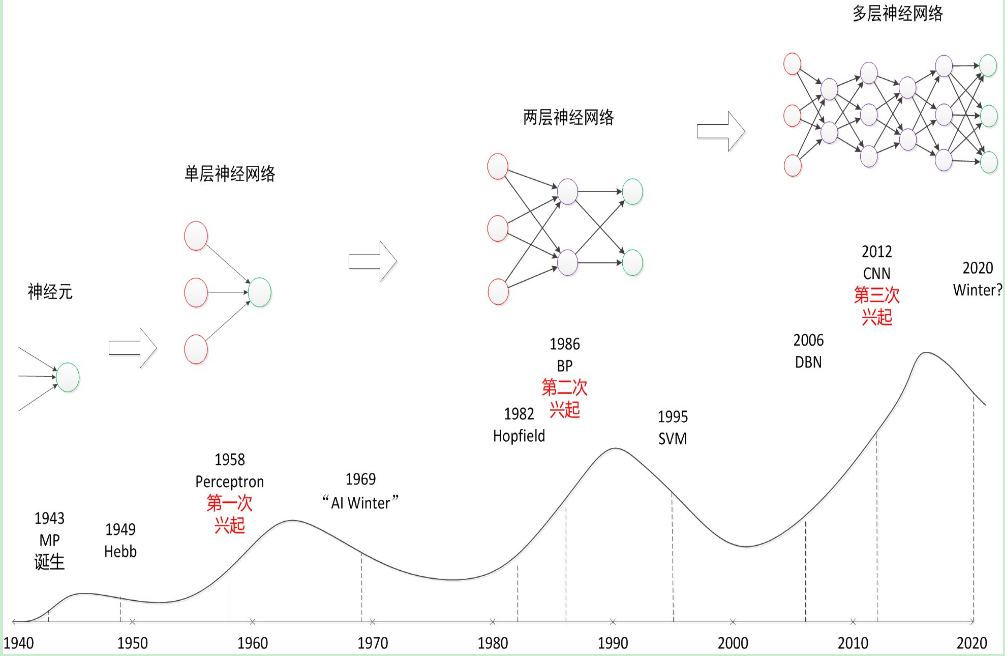 多层神经网络
两层神经网络
单层神经网络
神经元
2012
CNN
第三次
兴起
2020
Winter?
2006
DBN
1986
BP
第二次
兴起
1982
Hopfield
1995
SVM
1958
Perceptron
第一次
兴起
1969
“AI Winter”
1943
MP
诞生
1949
Hebb
1940 1950 1960 1970 1980 1990 2000 2010 2020